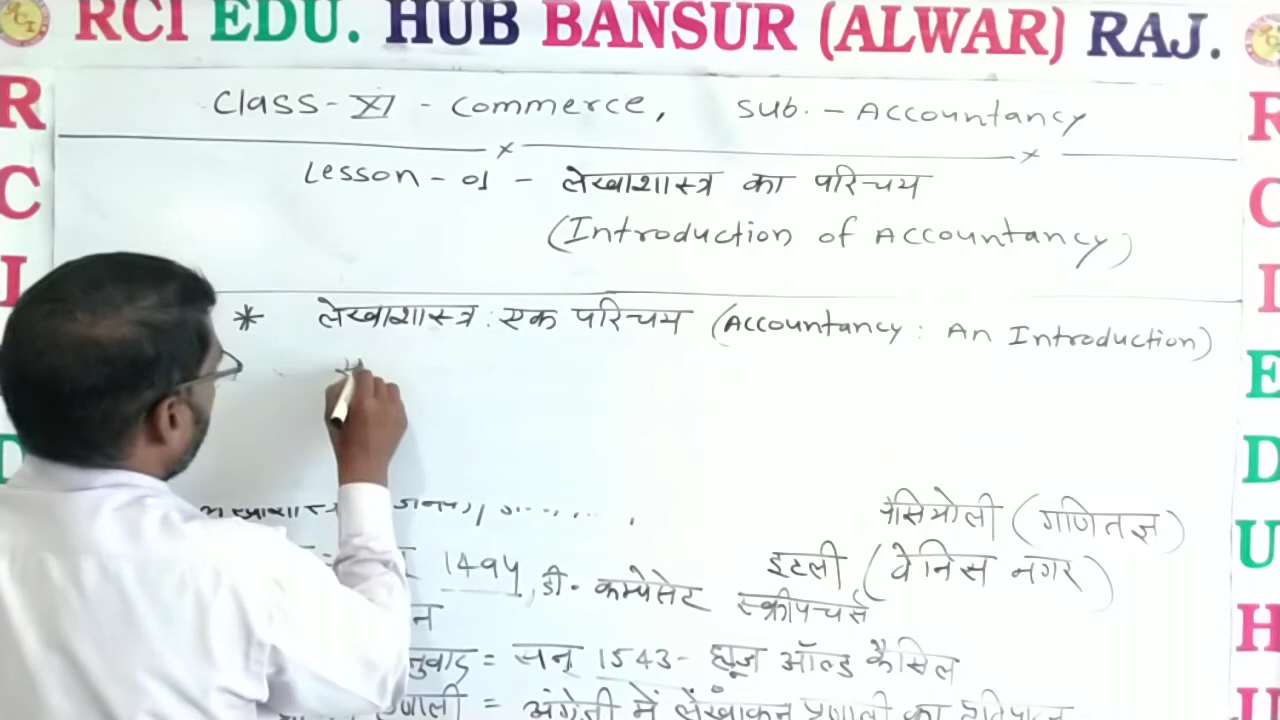 RCI EDU. HUB BANSUR (ALWAR) RAJ.
Class-XI - Commerce, Sub. - Accountancy
Lesson-01 - लेखाशास्त्र का परिचय
(Introduction of Accountancy)
* लेखाशास्त्र : एक परिचय (Accountancy : An Introduction)
पैसियोली (गणितज्ञ)
इटली (वेनिस नगर)
1494, डी. कम्पेसेट स्क्रीपचर्स
न
नुवाद = सन् 1543 - ह्यूज ऑल्ड कैसिल
= अंग्रेजी में लेंखाकन प्रणाली का
R
C
I
D
R
C
I
E
D
U
H
U